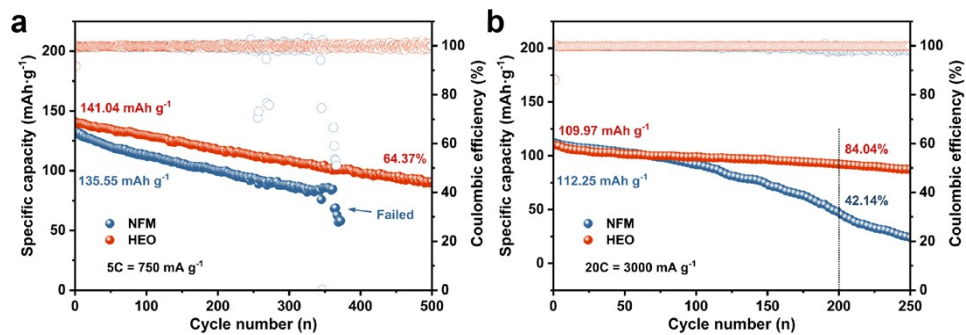 a
Specific capacity (mAh·g⁻¹)
200
150
100
50
0
141.04 mAh g⁻¹
135.55 mAh g⁻¹
64.37%
Failed
NFM
HEO
5C = 750 mA g⁻¹
0 100 200 300 400 500
Cycle number (n)
100
80
60
40
20
0
Coulombic efficiency (%)
b
Specific capacity (mAh·g⁻¹)
200
150
100
50
0
109.97 mAh g⁻¹
112.25 mAh g⁻¹
84.04%
42.14%
NFM
HEO
20C = 3000 mA g⁻¹
0 50 100 150 200 250
Cycle number (n)
100
80
60
40
20
0
Coulombic efficiency (%)